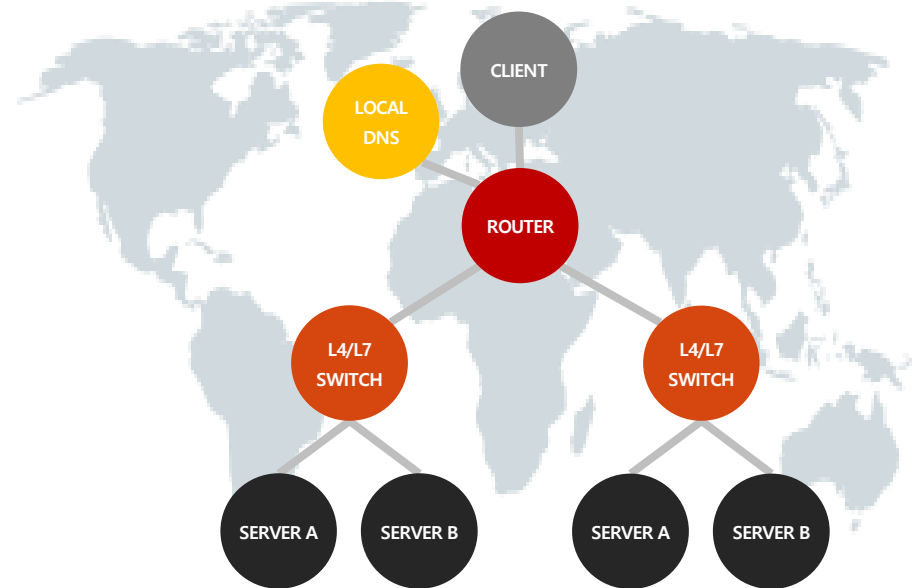 CLIENT
LOCAL
DNS
ROUTER
L4/L7
SWITCH
L4/L7
SWITCH
SERVER A
SERVER B
SERVER A
SERVER B